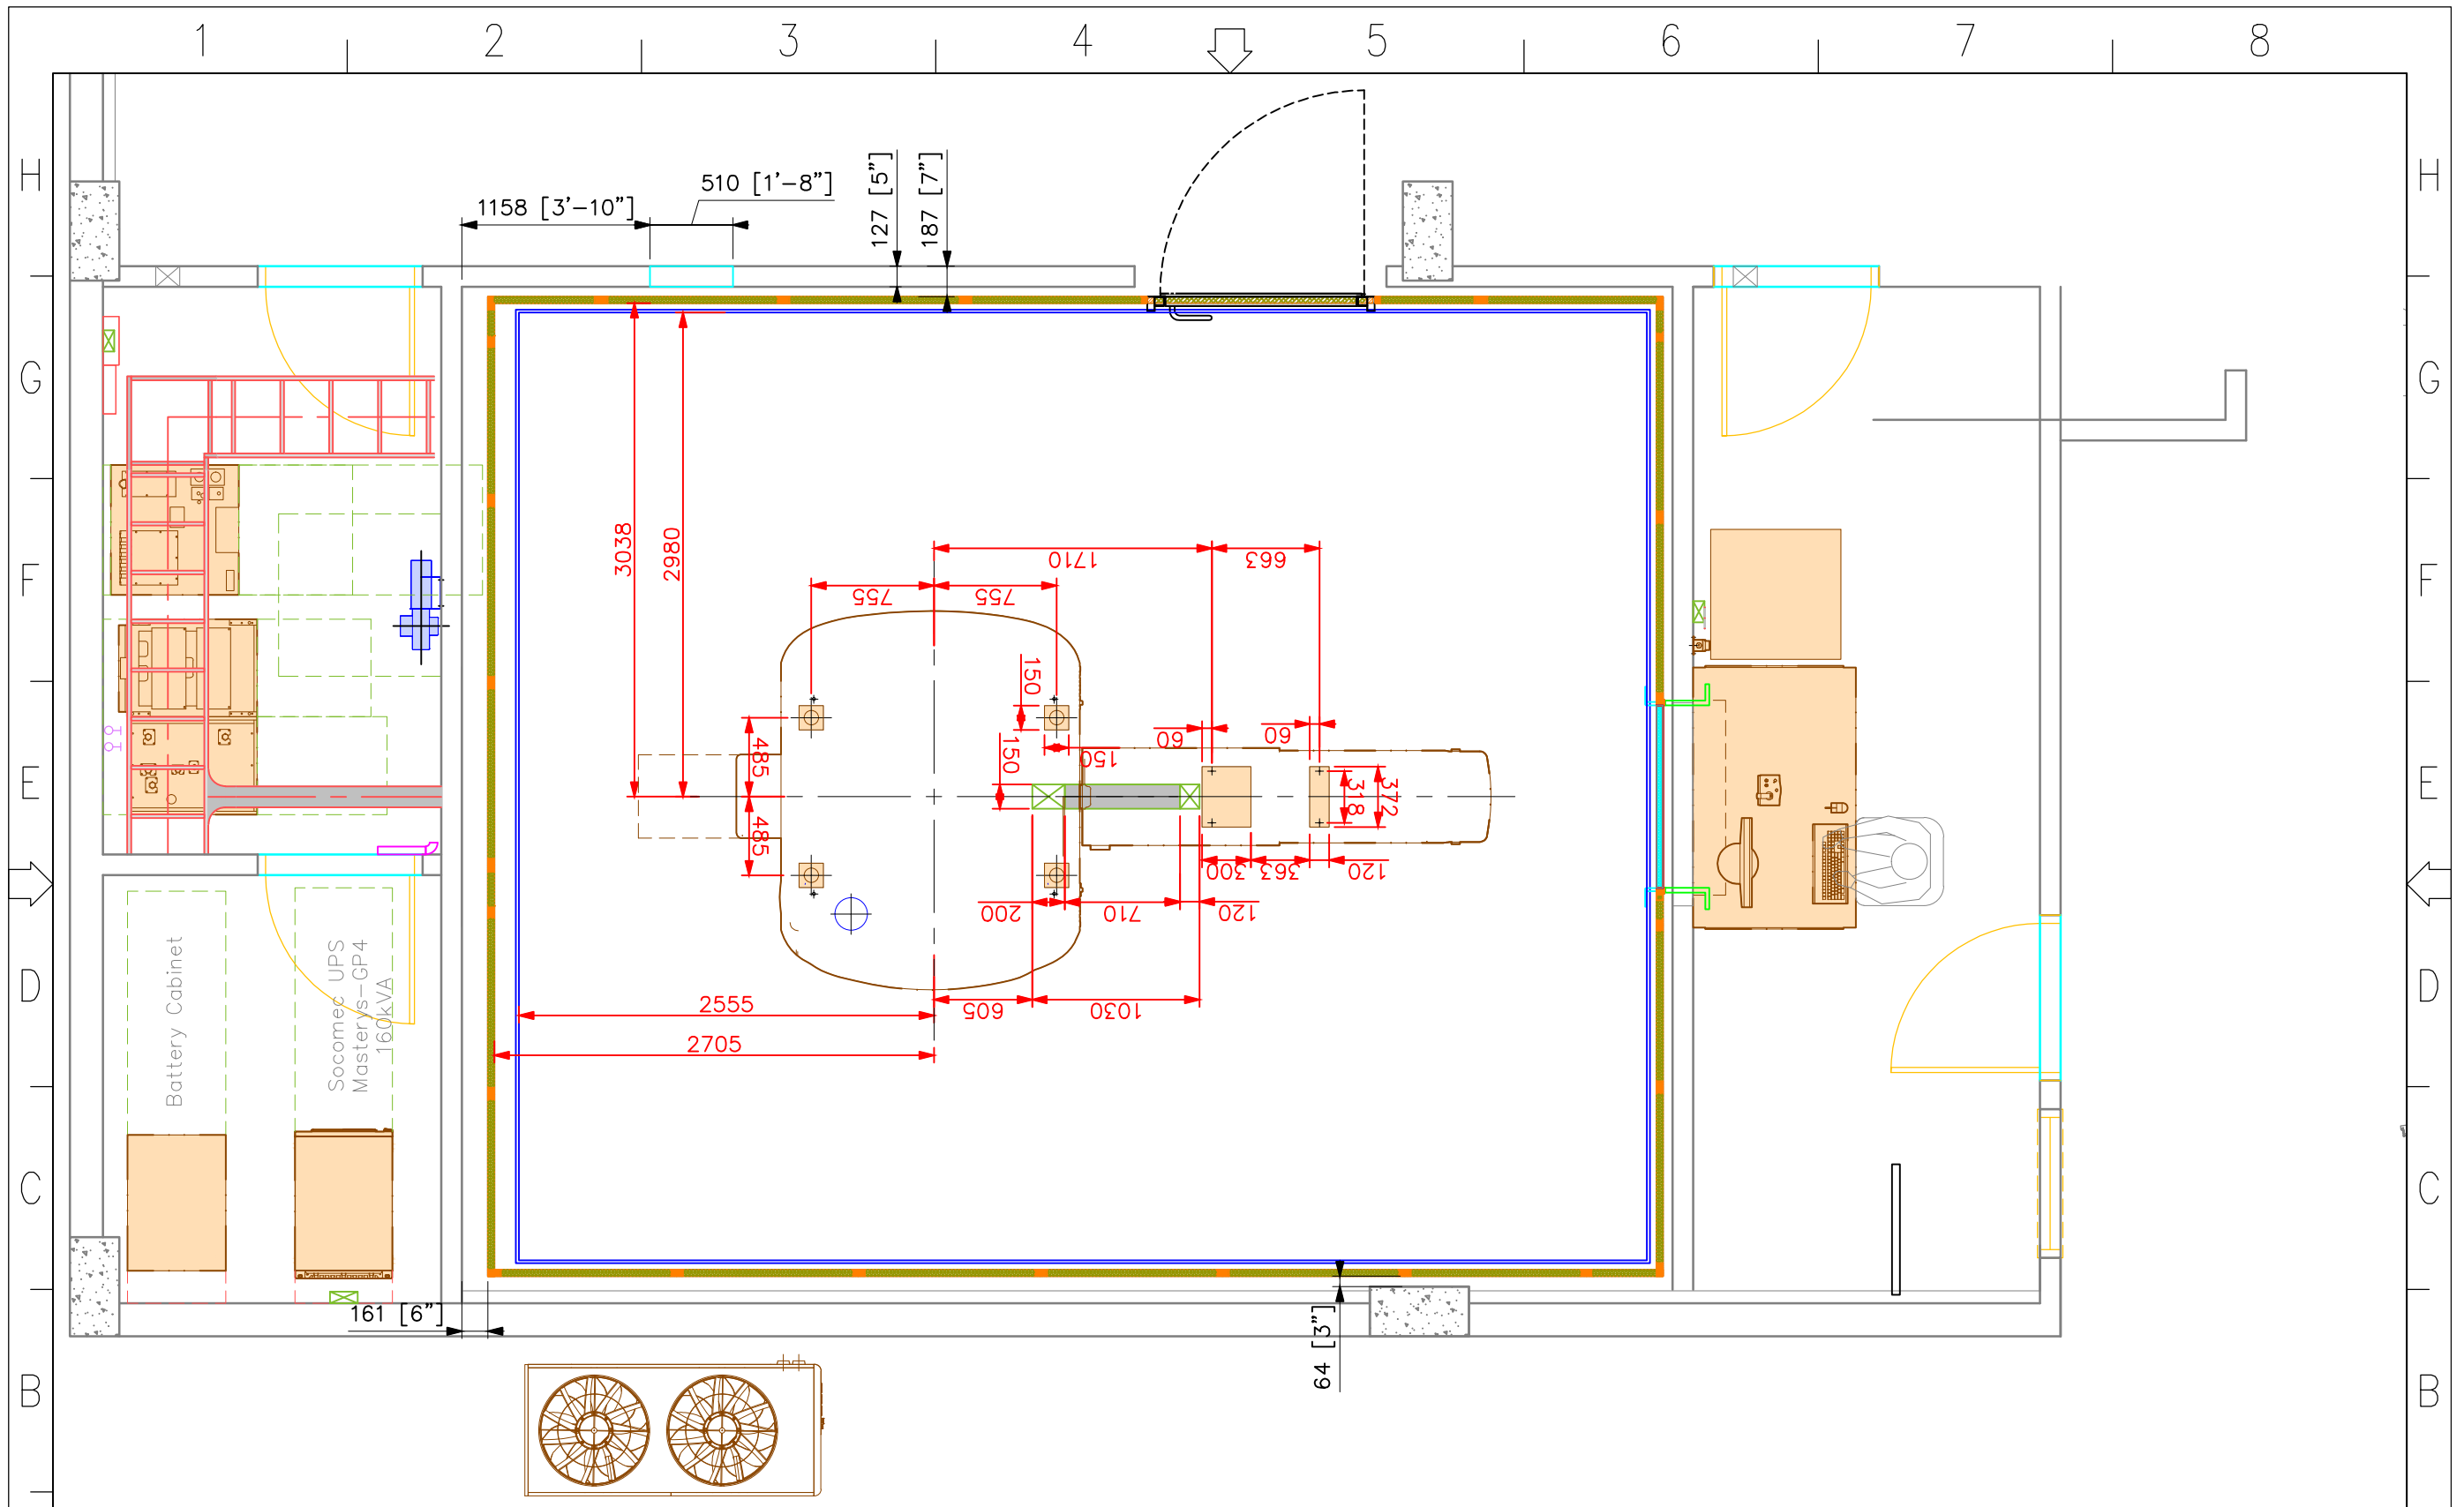 1 2 3 4 5 6 7 8
H H
510 [1'-8"]
1158 [3'-10"]
127 [5"]
187 [7"]
G G
3038
2980
1710
663
F F
755
755
150
60
60
485
150
150
E E
318
372
485
300
363
120
200
710
120
D D
2555
605
1030
2705
Battery Cabinet
Socomec UPS
Masterys-GP4
160kVA
C C
161 [6"]
64 [3"]
B B